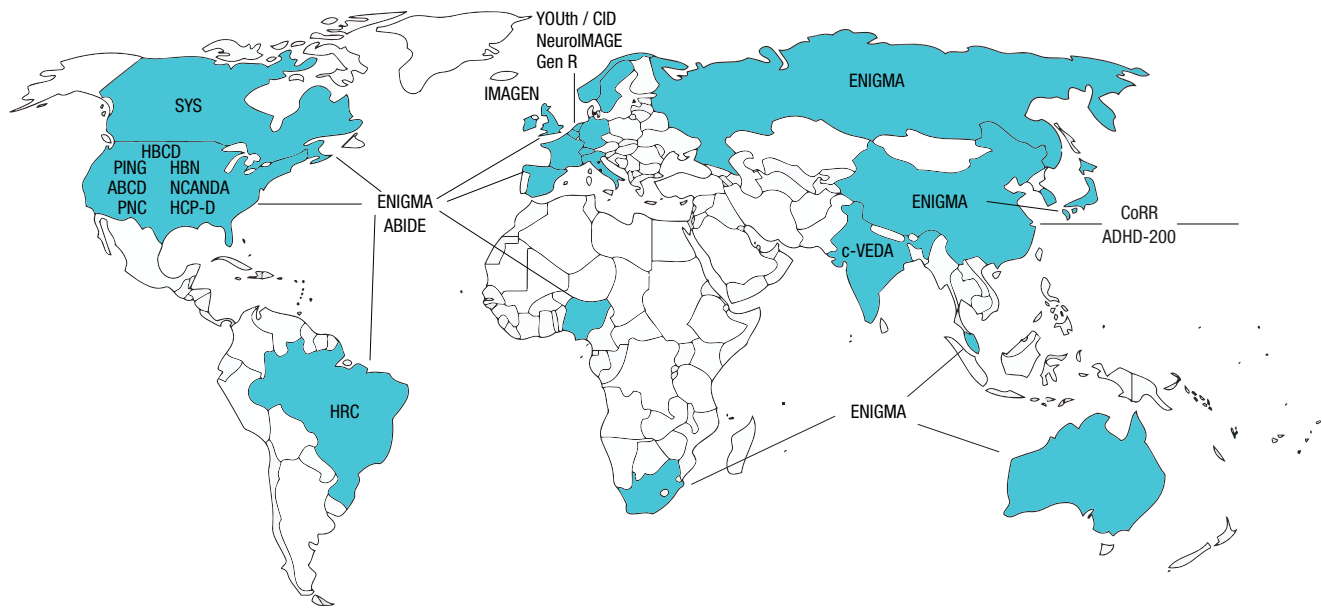 YOUth / CID
NeuroIMAGE
Gen R
IMAGEN
ENIGMA
SYS
HBCD
PING HBN
ABCD NCANDA
PNC HCP-D
ENIGMA
ABIDE
ENIGMA
CoRR
ADHD-200
c-VEDA
HRC
ENIGMA